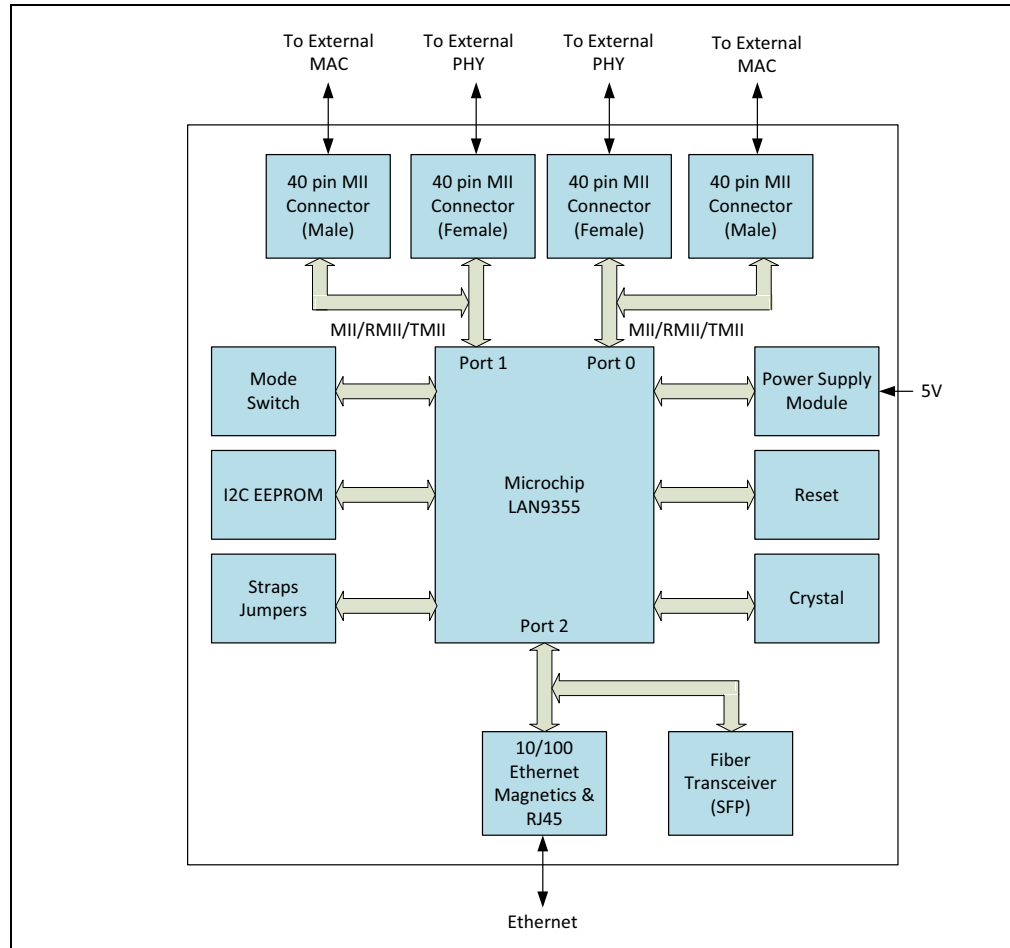 To External
MAC
To External
PHY
To External
PHY
To External
MAC
40 pin MII
Connector
(Male)
40 pin MII
Connector
(Female)
40 pin MII
Connector
(Female)
40 pin MII
Connector
(Male)
MII/RMII/TMII
MII/RMII/TMII
Port 1
Port 0
Mode
Switch
Power Supply
Module
5V
I2C EEPROM
Microchip
LAN9355
Reset
Straps
Jumpers
Crystal
Port 2
10/100
Ethernet
Magnetics &
RJ45
Fiber
Transceiver
(SFP)
Ethernet